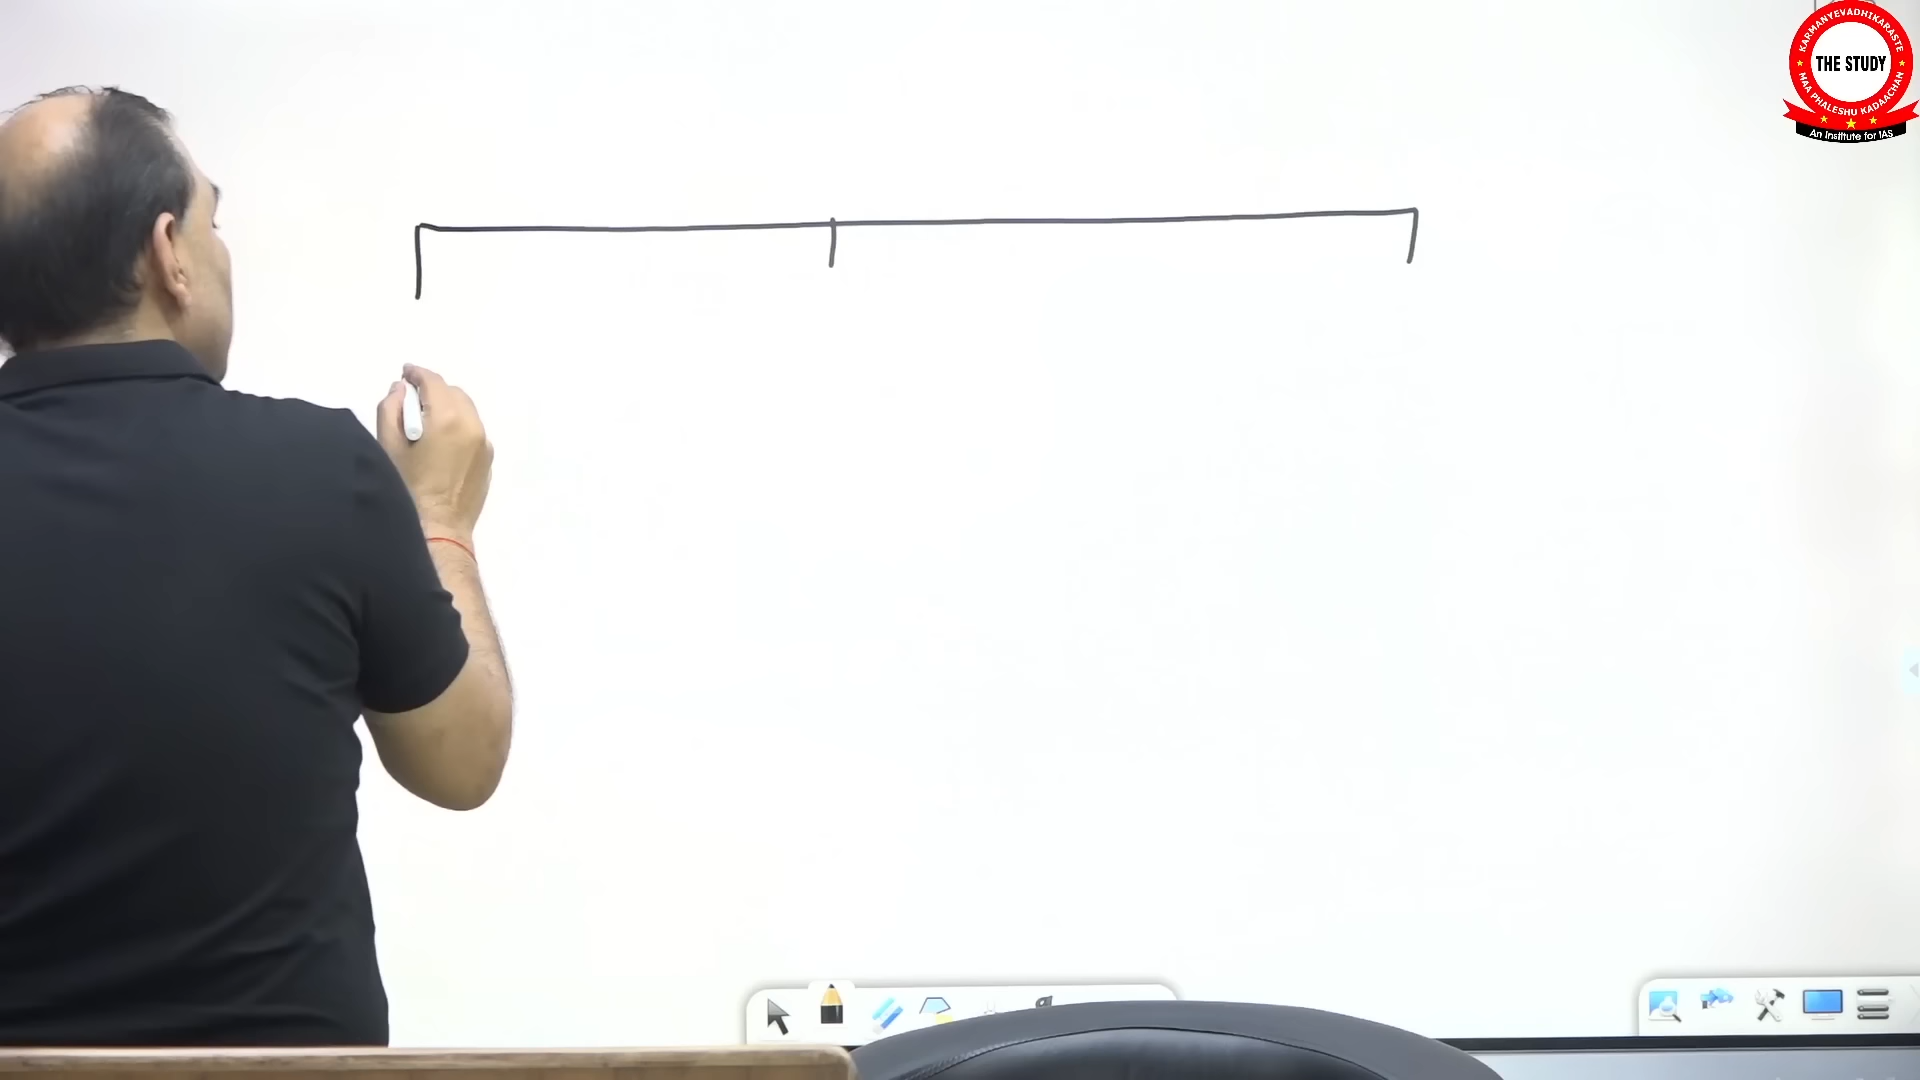 KARMANYEVADHIKARASTE
THE STUDY
MAA PHALESHU KADAACHAN
An Institute for IAS